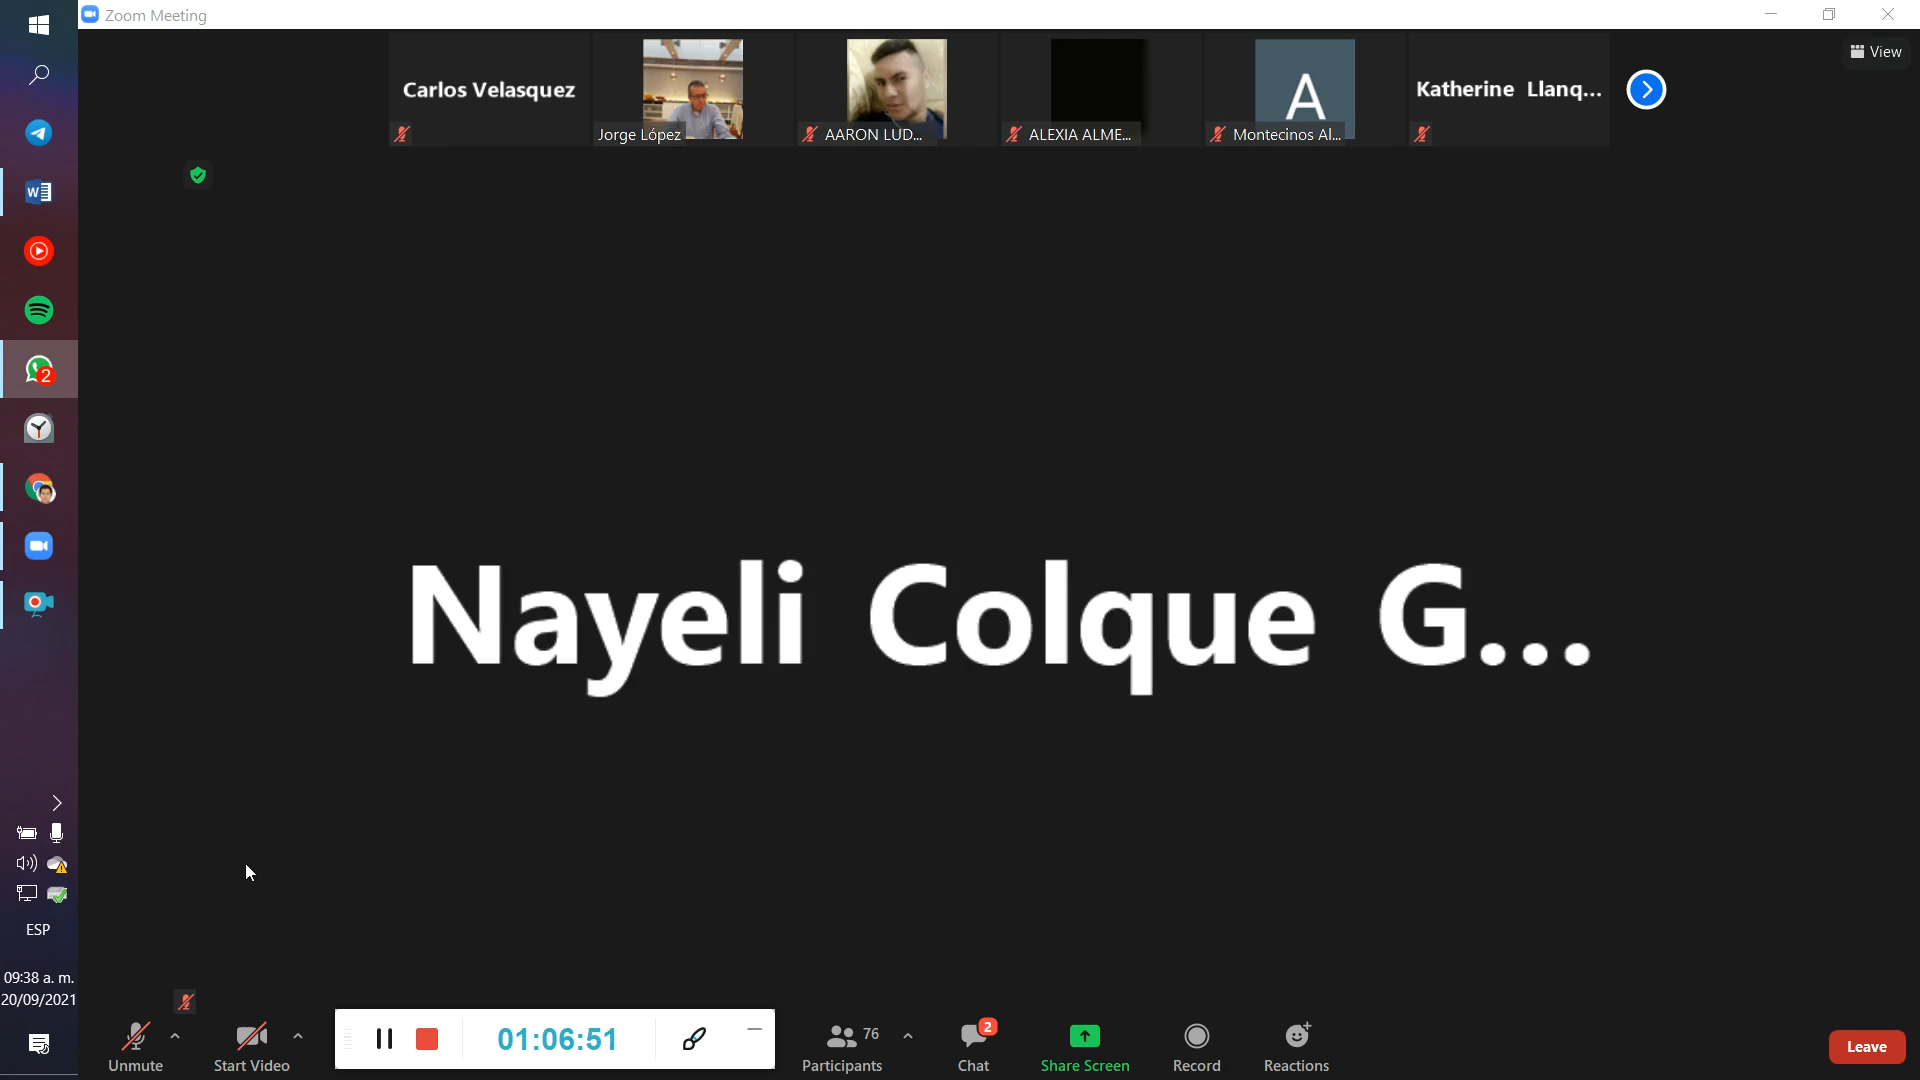 Zoom Meeting
View
Carlos Velasquez
Jorge López
AARON LUD...
ALEXIA ALME...
A
Montecinos Al...
Katherine Llanq...
2
Nayeli Colque G...
ESP
09:38 a. m.
20/09/2021
Unmute
Start Video
01:06:51
76
Participants
2
Chat
Share Screen
Record
Reactions
Leave